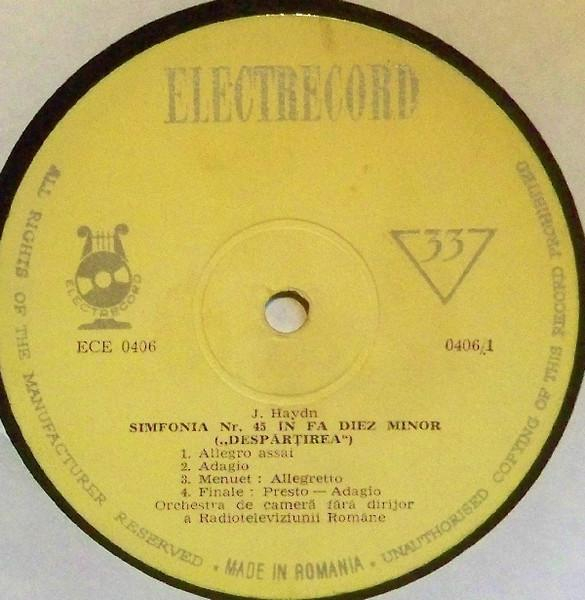 ELECTRECORD
33
ELECTRECORD
ECE 0406
0406/1
J. Haydn
SIMFONIA Nr. 45 IN FA DIEZ MINOR
(„DESPĂRȚIREA“)
1. Allegro assai
2. Adagio
3. Menuet : Allegretto
4. Finale : Presto — Adagio
Orchestra de cameră fără dirijor
a Radioteleviziunii Române
ALL RIGHTS OF THE MANUFACTURER RESERVED • MADE IN ROMANIA • UNAUTHORISED COPYING OF THIS RECORD PROHIBITED